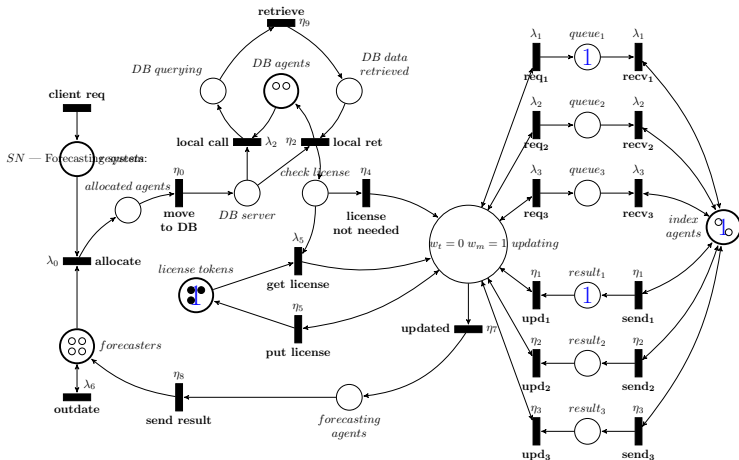 retrieve
η9
DB querying
DB agents
DB data
retrieved
client req
local call
λ2
η2
local ret
SN — Forecasting system:
allocated agents
η0
move
to DB
DB server
check license
η4
license
not needed
λ0
allocate
license tokens
1
λ5
get license
η5
put license
wt = 0 wm = 1 updating
updated
η7
forecasters
λ6
outdate
η8
send result
forecasting
agents
λ1
queue1
λ1
1
req1
recv1
λ2
queue2
λ2
req2
recv2
λ3
queue3
λ3
req3
recv3
index
agents
1
η1
result1
η1
1
upd1
send1
η2
result2
η2
upd2
send2
η3
result3
η3
upd3
send3